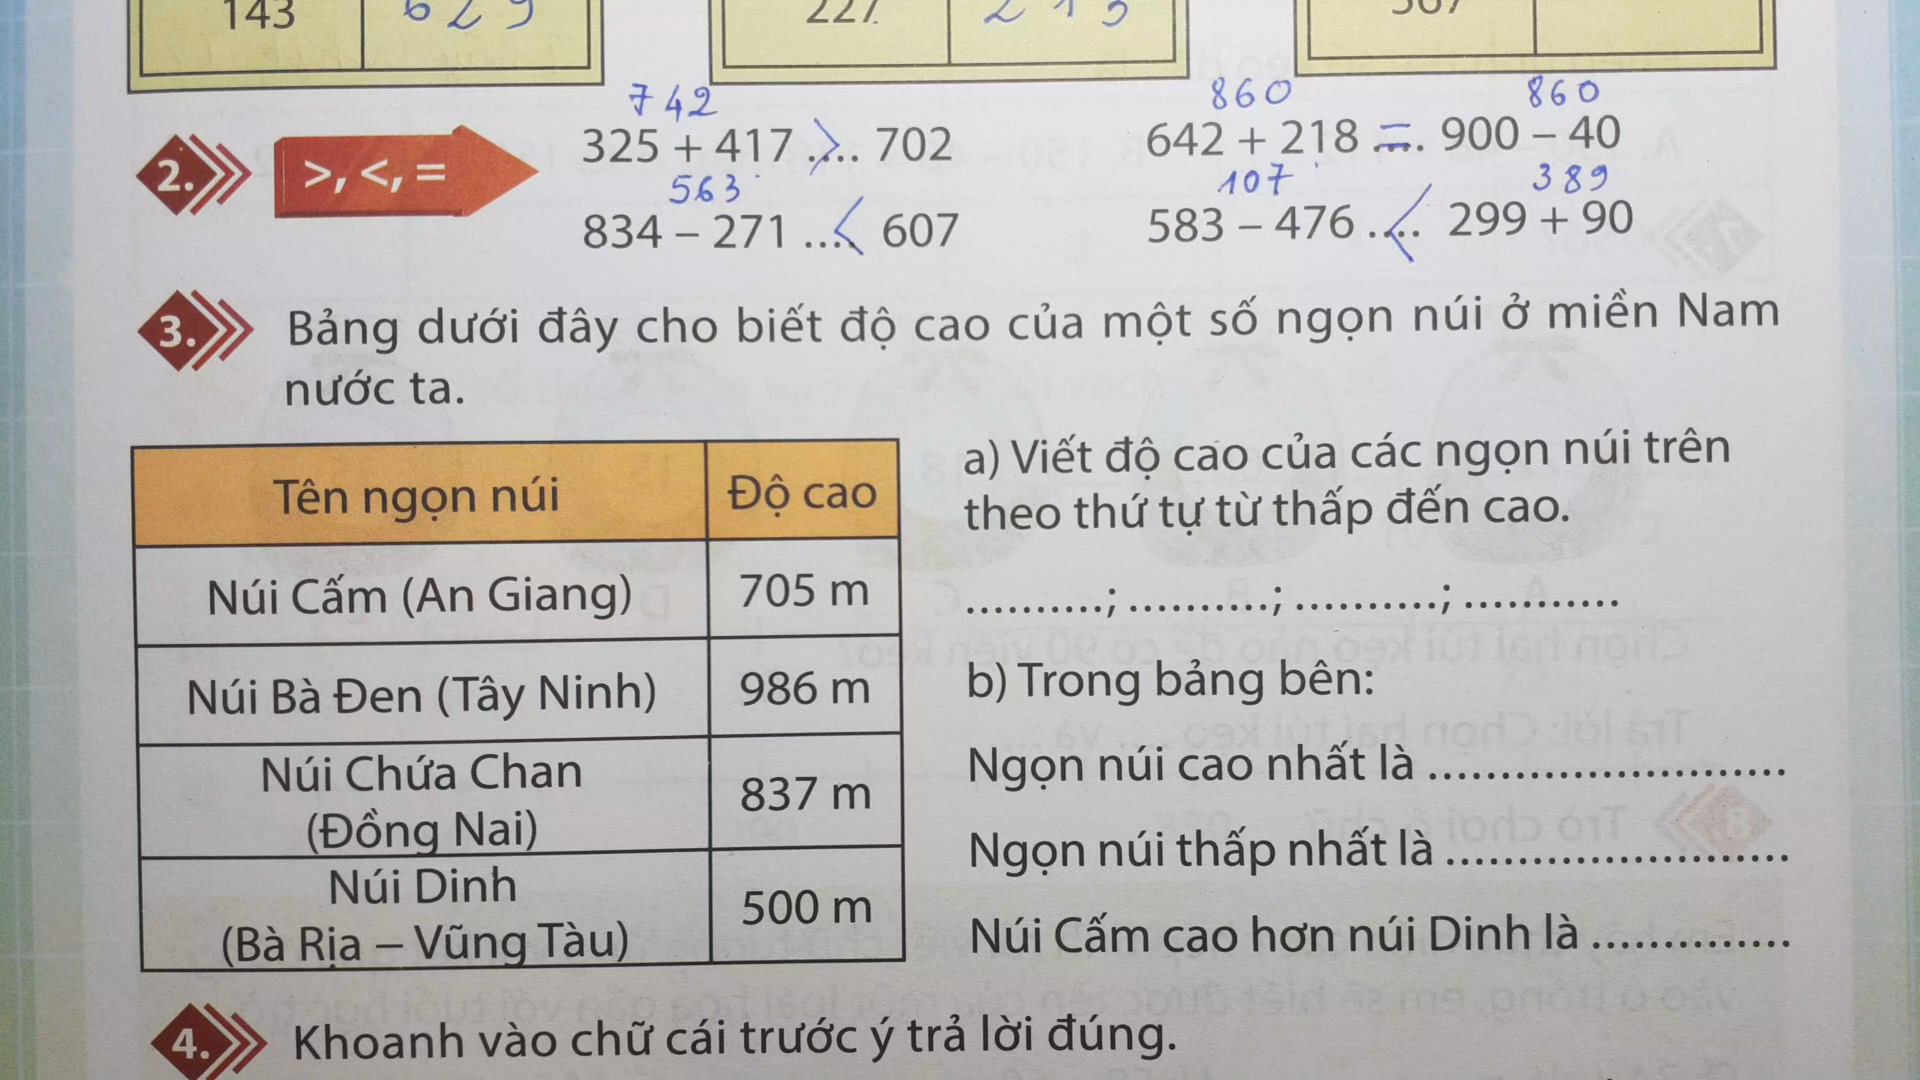 143 629 227 213
742 860 860
2. >, <, = 325 + 417 .>.. 702 642 + 218 .=.. 900 – 40
563 107 389
834 – 271 ...< 607 583 – 476 ..<. 299 + 90
3. Bảng dưới đây cho biết độ cao của một số ngọn núi ở miền Nam
nước ta.
Tên ngọn núi Độ cao
Núi Cấm (An Giang) 705 m
Núi Bà Đen (Tây Ninh) 986 m
Núi Chứa Chan
(Đồng Nai) 837 m
Núi Dinh
(Bà Rịa – Vũng Tàu) 500 m
a) Viết độ cao của các ngọn núi trên
theo thứ tự từ thấp đến cao.
..........; ..........; ..........; ...........
b) Trong bảng bên:
Ngọn núi cao nhất là .........................
Ngọn núi thấp nhất là ........................
Núi Cấm cao hơn núi Dinh là ..............
4. Khoanh vào chữ cái trước ý trả lời đúng.